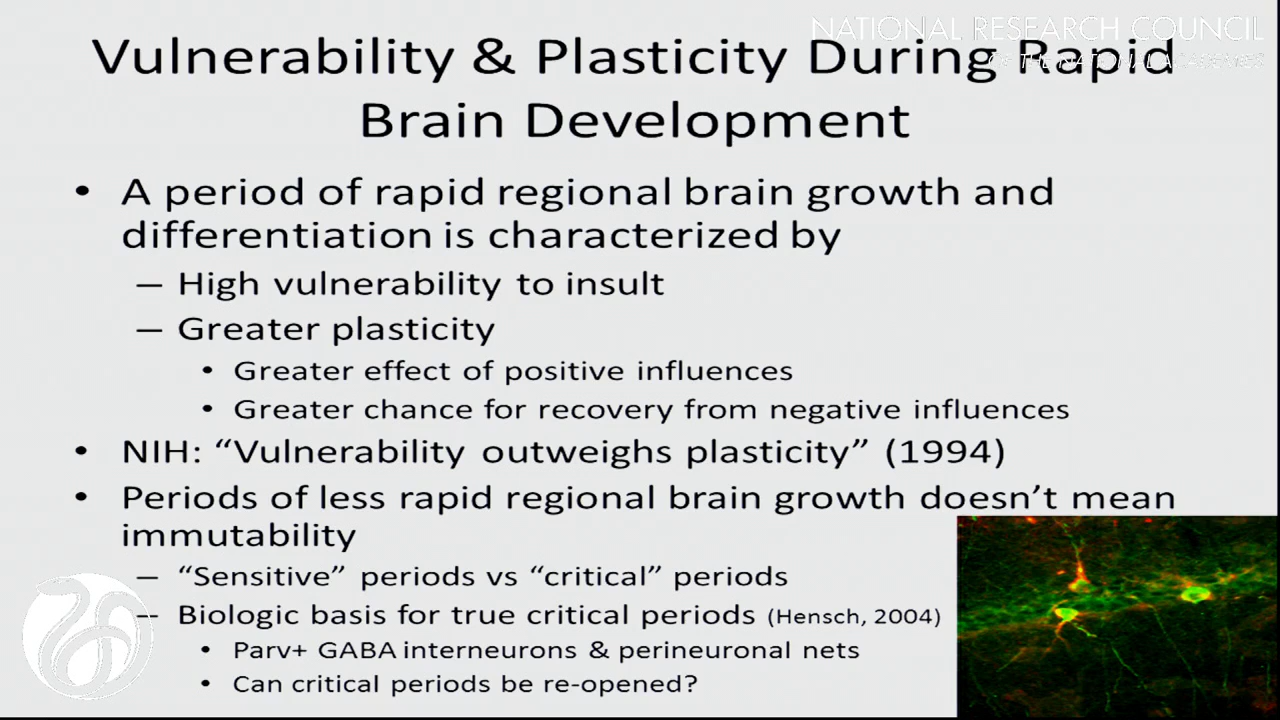 NATIONAL RESEARCH COUNCIL
OF THE NATIONAL ACADEMIES
Vulnerability & Plasticity During Rapid
Brain Development
• A period of rapid regional brain growth and
differentiation is characterized by
– High vulnerability to insult
– Greater plasticity
• Greater effect of positive influences
• Greater chance for recovery from negative influences
• NIH: “Vulnerability outweighs plasticity” (1994)
• Periods of less rapid regional brain growth doesn’t mean
immutability
– “Sensitive” periods vs “critical” periods
– Biologic basis for true critical periods (Hensch, 2004)
• Parv+ GABA interneurons & perineuronal nets
• Can critical periods be re-opened?